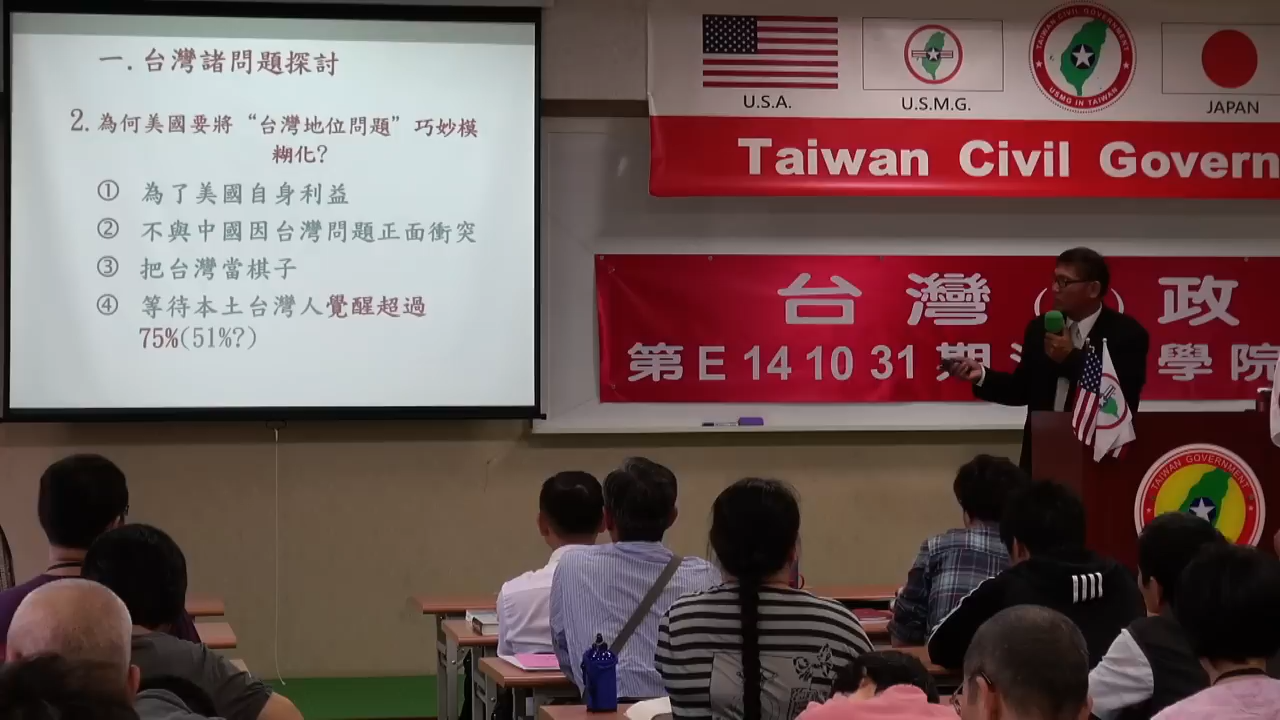 一.台灣諸問題探討
2.為何美國要將“台灣地位問題”巧妙模
糊化?
① 為了美國自身利益
② 不與中國因台灣問題正面衝突
③ 把台灣當棋子
④ 等待本土台灣人覺醒超過
75%(51%?)
U.S.A.
U.S.M.G.
TAIWAN CIVIL GOVERNMENT
USMG IN TAIWAN
JAPAN
Taiwan Civil Govern
台灣 政
第E 14 10 31 期 學院
TAIWAN GOVERNMENT